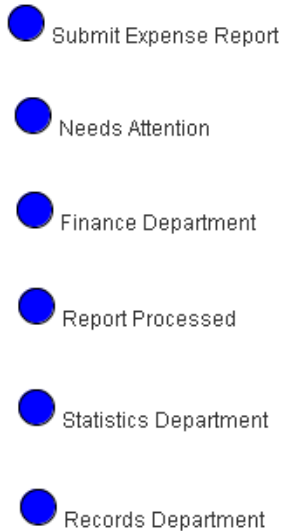 Submit Expense Report
Needs Attention
Finance Department
Report Processed
Statistics Department
Records Department